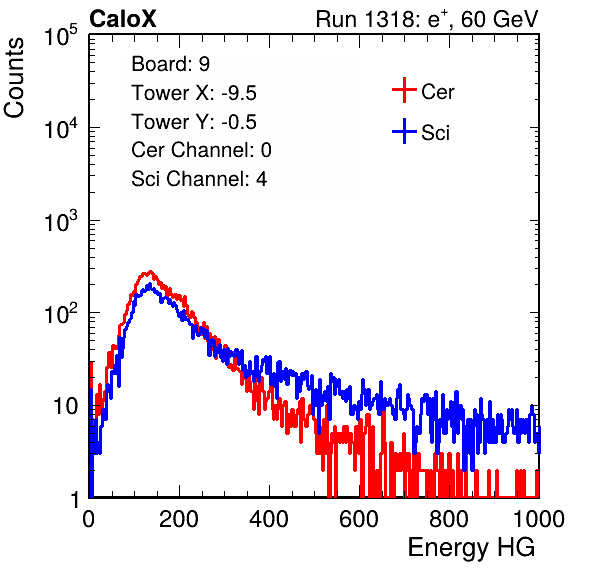 CaloX Run 1318: e⁺, 60 GeV
Counts
Board: 9
Tower X: -9.5
Tower Y: -0.5
Cer Channel: 0
Sci Channel: 4
Cer
Sci
10⁵
10⁴
10³
10²
10
1
0 200 400 600 800 1000
Energy HG